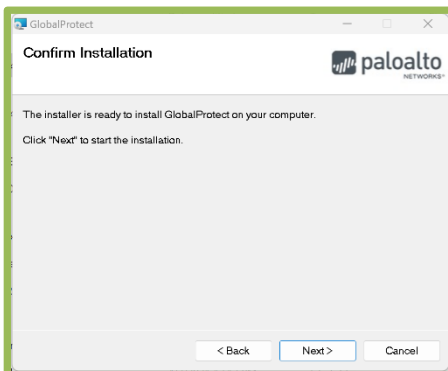 GlobalProtect
Confirm Installation
paloalto
NETWORKS®
The installer is ready to install GlobalProtect on your computer.
Click "Next" to start the installation.
< Back
Next >
Cancel